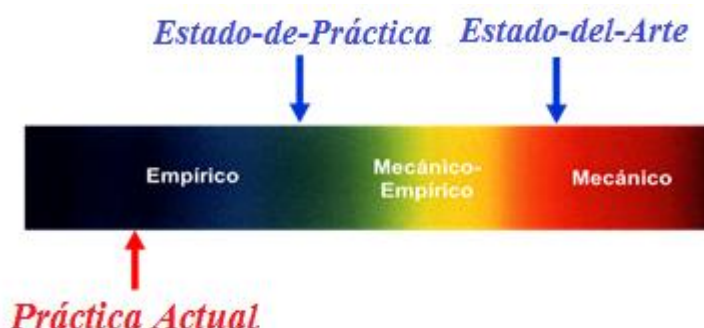 Estado-de-Práctica Estado-del-Arte
Empírico
Mecánico-
Empírico
Mecánico
Práctica Actual